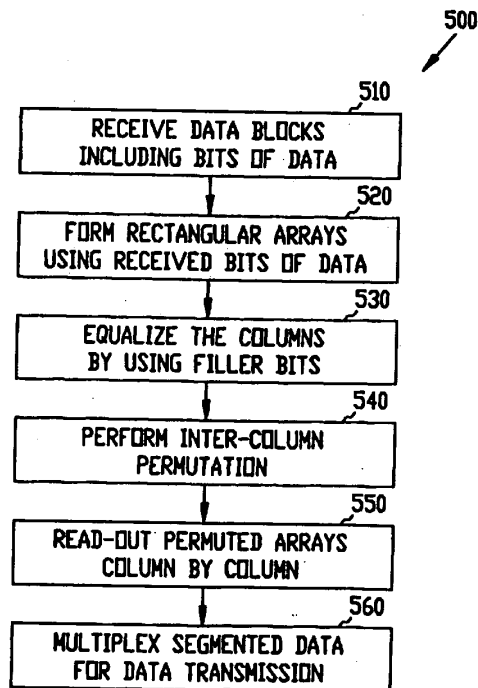 500
510
RECEIVE DATA BLOCKS
INCLUDING BITS OF DATA
520
FORM RECTANGULAR ARRAYS
USING RECEIVED BITS OF DATA
530
EQUALIZE THE COLUMNS
BY USING FILLER BITS
540
PERFORM INTER-COLUMN
PERMUTATION
550
READ-OUT PERMUTED ARRAYS
COLUMN BY COLUMN
560
MULTIPLEX SEGMENTED DATA
FOR DATA TRANSMISSION